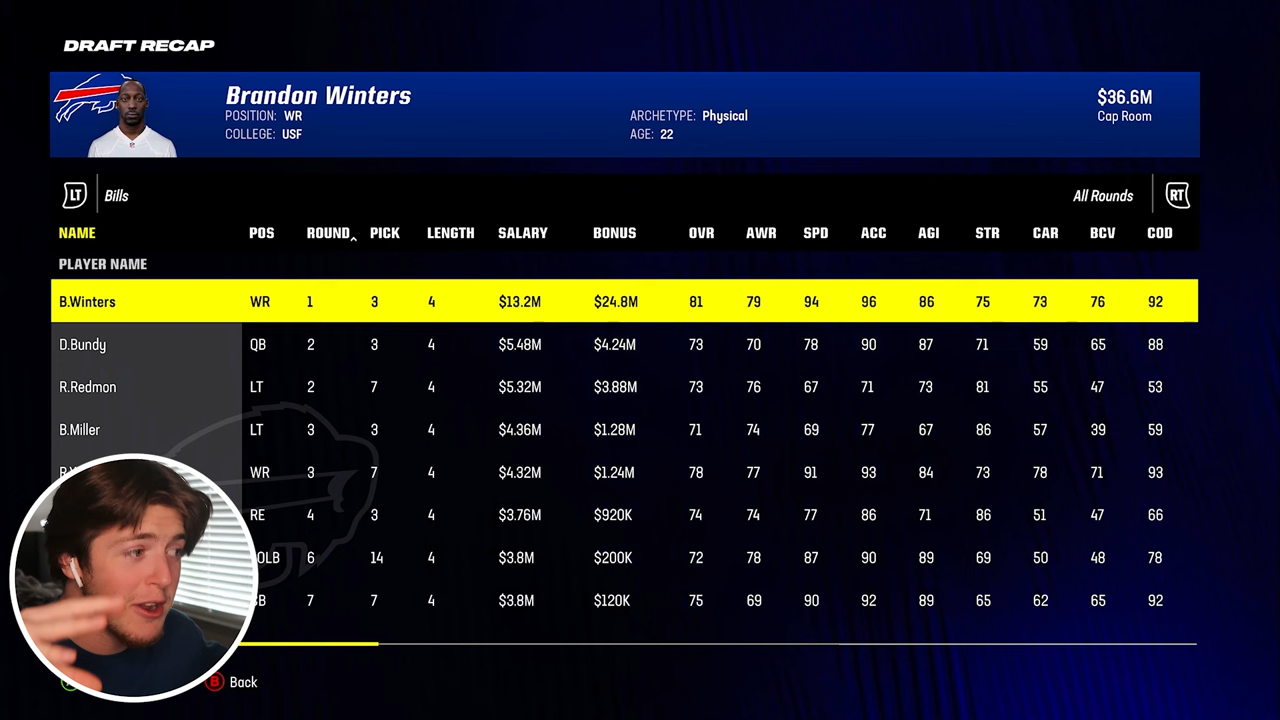 DRAFT RECAP
Brandon Winters
POSITION: WR
COLLEGE: USF
ARCHETYPE: Physical
AGE: 22
$36.6M
Cap Room
LT Bills
All Rounds RT
NAME POS ROUND PICK LENGTH SALARY BONUS OVR AWR SPD ACC AGI STR CAR BCV COD
PLAYER NAME
B.Winters WR 1 3 4 $13.2M $24.8M 81 79 94 96 86 75 73 76 92
D.Bundy QB 2 3 4 $5.48M $4.24M 73 70 78 90 87 71 59 65 88
R.Redmon LT 2 7 4 $5.32M $3.88M 73 76 67 71 73 81 55 47 53
B.Miller LT 3 3 4 $4.36M $1.28M 71 74 69 77 67 86 57 39 59
WR 3 7 4 $4.32M $1.24M 78 77 91 93 84 73 78 71 93
RE 4 3 4 $3.76M $920K 74 74 77 86 71 86 51 47 66
OLB 6 14 4 $3.8M $200K 72 78 87 90 89 69 50 48 78
7 7 4 $3.8M $120K 75 69 90 92 89 65 62 65 92
B Back